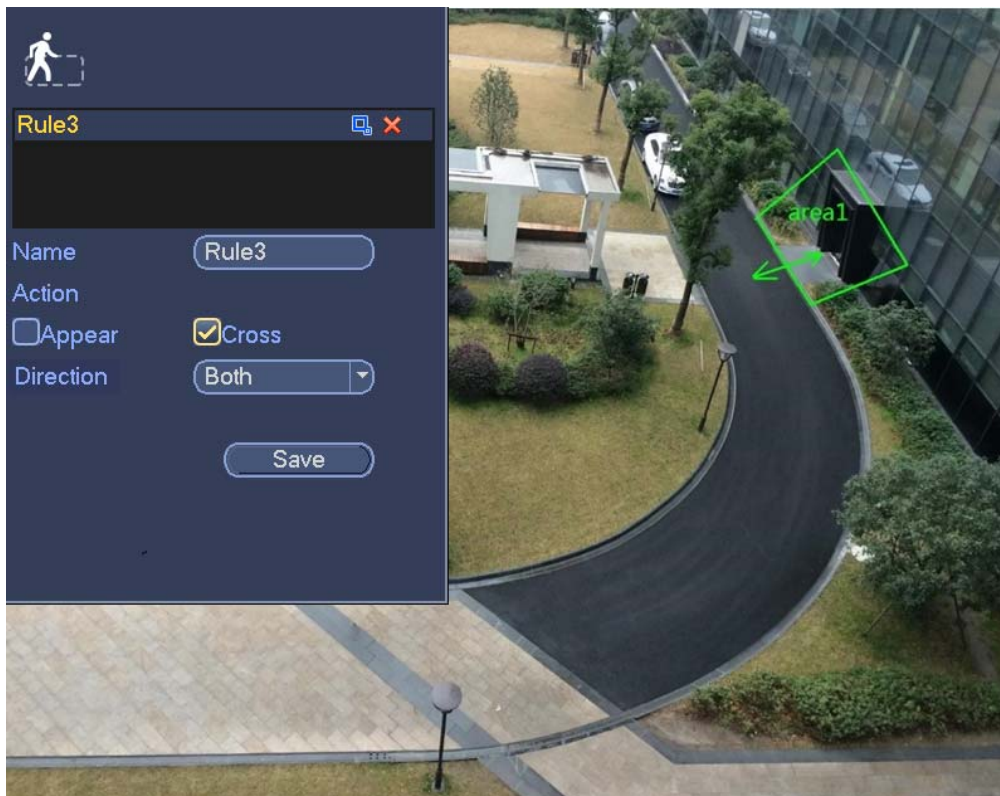 Rule3
Name Rule3
Action
Appear Cross
Direction Both
Save
area1